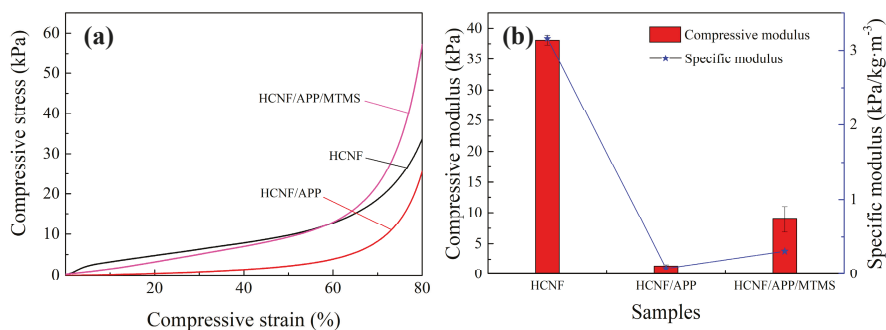 (a)
Compressive stress (kPa)
60
50
40
30
20
10
0
20
40
60
80
Compressive strain (%)
HCNF/APP/MTMS
HCNF
HCNF/APP
(b)
Compressive modulus (kPa)
40
35
30
25
20
15
10
5
0
Compressive modulus
Specific modulus
3
2
1
0
Specific modulus (kPa/kg·m⁻³)
HCNF
HCNF/APP
HCNF/APP/MTMS
Samples